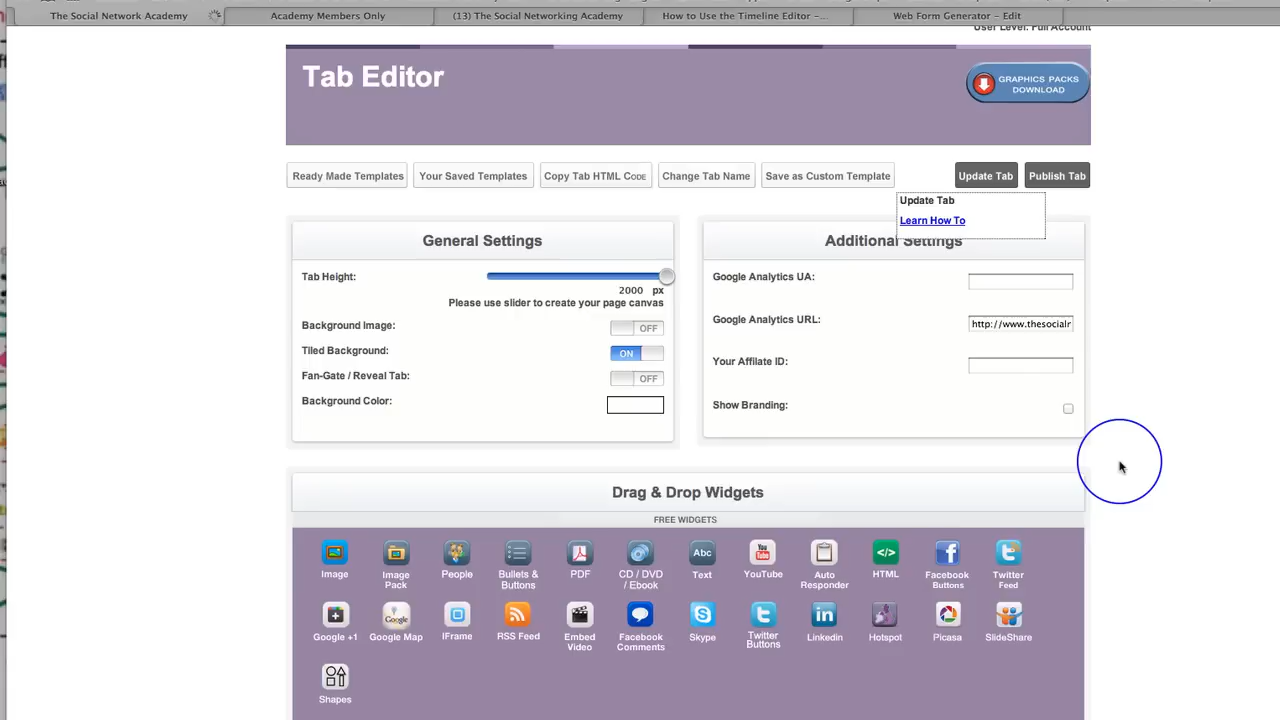 The Social Network Academy
Academy Members Only
(13) The Social Networking Academy
How to Use the Timeline Editor –...
Web Form Generator – Edit
User Level: Full Account
Tab Editor
GRAPHICS PACKS
DOWNLOAD
Ready Made Templates
Your Saved Templates
Copy Tab HTML Code
Change Tab Name
Save as Custom Template
Update Tab
Publish Tab
Update Tab
Learn How To
General Settings
Additional Settings
Tab Height:
2000 px
Please use slider to create your page canvas
Background Image:
OFF
Tiled Background:
ON
Fan-Gate / Reveal Tab:
OFF
Background Color:
Google Analytics UA:
Google Analytics URL:
http://www.thesocialr
Your Affilate ID:
Show Branding:
Drag & Drop Widgets
FREE WIDGETS
Image
Image
Pack
People
Bullets &
Buttons
PDF
CD / DVD
/ Ebook
Abc
Text
You
Tube
YouTube
Auto
Responder
</>
HTML
Facebook
Buttons
Twitter
Feed
Google +1
Google
Google Map
IFrame
RSS Feed
Embed
Video
Facebook
Comments
Skype
Twitter
Buttons
in
Linkedin
Hotspot
Picasa
SlideShare
Shapes